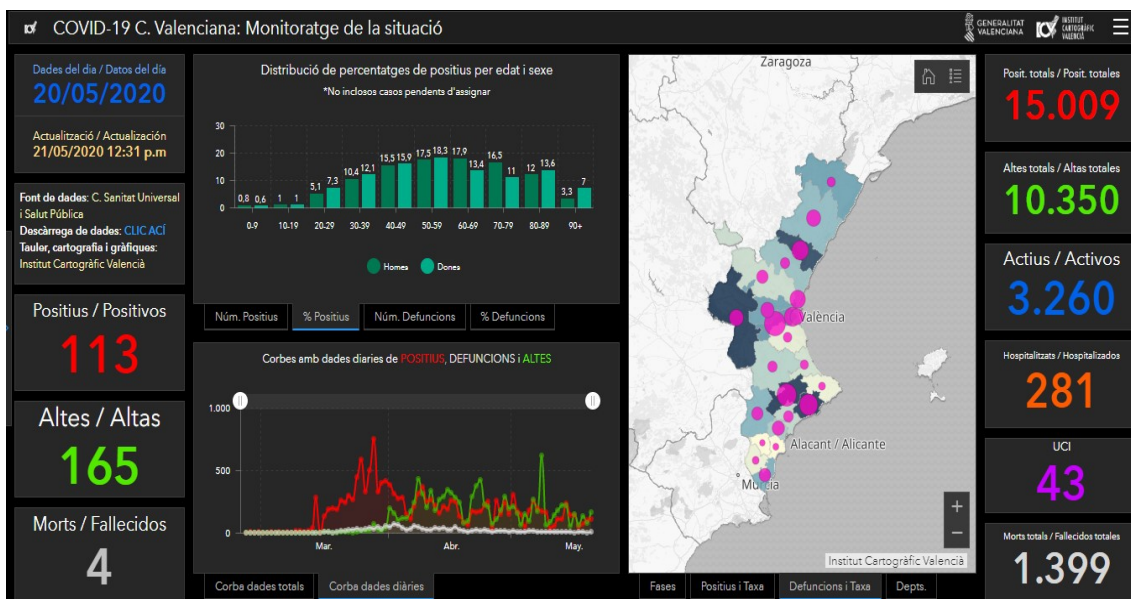 COVID-19 C. Valenciana: Monitoratge de la situació
GENERALITAT
VALENCIANA
INSTITUT
CARTOGRÀFIC
VALENCIÀ
Dades del dia / Datos del día
20/05/2020
Actualització / Actualización
21/05/2020 12:31 p.m
Font de dades: C. Sanitat Universal
i Salut Pública
Descàrrega de dades: CLIC ACÍ
Tauler, cartografia i gràfiques:
Institut Cartogràfic Valencià
Positius / Positivos
113
Altes / Altas
165
Morts / Fallecidos
4
Distribució de percentatges de positius per edat i sexe
*No inclosos casos pendents d'assignar
30
20
10
0
0,8 0,6 1 1 5,1 7,3 10,4 12,1 15,5 15,9 17,5 18,3 17,9 13,4 16,5 11 12 13,6 3,3 7
0-9 10-19 20-29 30-39 40-49 50-59 60-69 70-79 80-89 90+
Homes Dones
Núm. Positius % Positius Núm. Defuncions % Defuncions
Corbes amb dades diaries de POSITIUS, DEFUNCIONS i ALTES
1.000
500
0
Mar. Abr. May.
Corba dades totals Corba dades diàries
Zaragoza
València
Alacant / Alicante
Murcia
+
−
Institut Cartogràfic Valencià
Fases Positius i Taxa Defuncions i Taxa Depts.
Posit. totals / Posit. totales
15.009
Altes totals / Altas totales
10.350
Actius / Activos
3.260
Hospitalitzats / Hospitalizados
281
UCI
43
Morts totals / Fallecidos totales
1.399